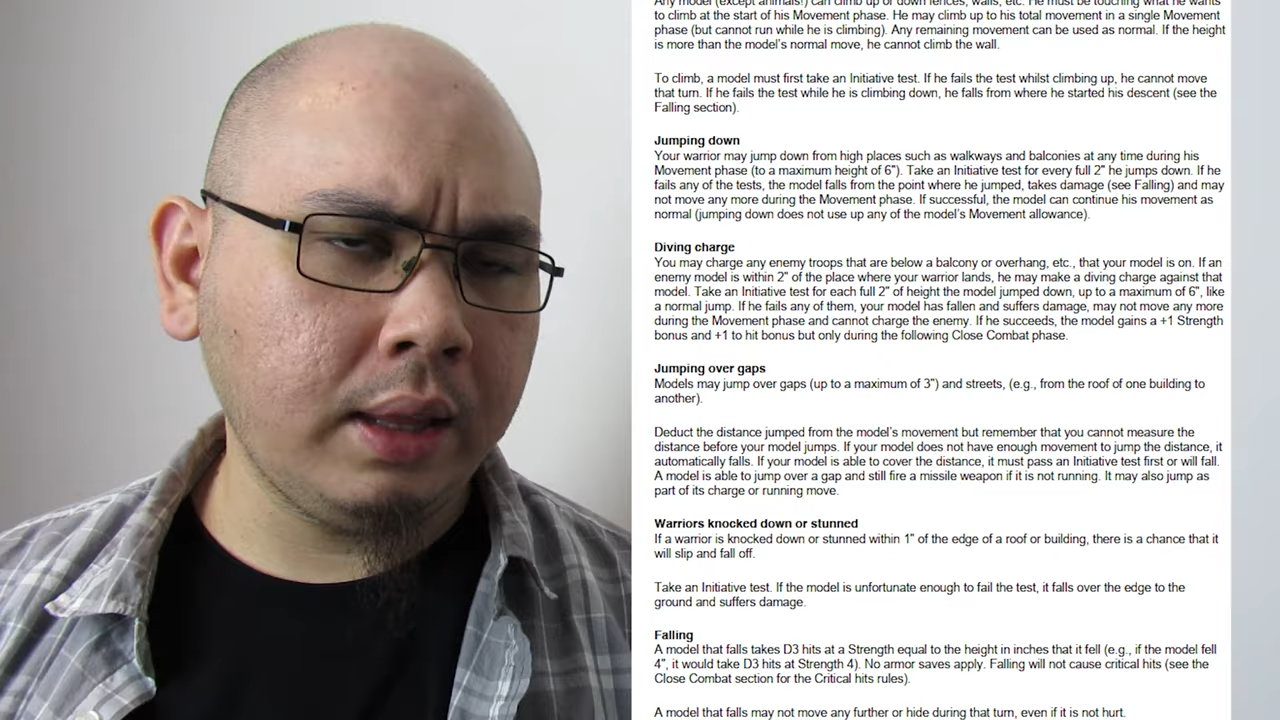 Any model (except animals!) can climb up or down fences, walls, etc. He must be touching what he wants
to climb at the start of his Movement phase. He may climb up to his total movement in a single Movement
phase (but cannot run while he is climbing). Any remaining movement can be used as normal. If the height
is more than the model's normal move, he cannot climb the wall.
To climb, a model must first take an Initiative test. If he fails the test whilst climbing up, he cannot move
that turn. If he fails the test while he is climbing down, he falls from where he started his descent (see the
Falling section).
Jumping down
Your warrior may jump down from high places such as walkways and balconies at any time during his
Movement phase (to a maximum height of 6"). Take an Initiative test for every full 2" he jumps down. If he
fails any of the tests, the model falls from the point where he jumped, takes damage (see Falling) and may
not move any more during the Movement phase. If successful, the model can continue his movement as
normal (jumping down does not use up any of the model's Movement allowance).
Diving charge
You may charge any enemy troops that are below a balcony or overhang, etc., that your model is on. If an
enemy model is within 2" of the place where your warrior lands, he may make a diving charge against that
model. Take an Initiative test for each full 2" of height the model jumped down, up to a maximum of 6", like
a normal jump. If he fails any of them, your model has fallen and suffers damage, may not move any more
during the Movement phase and cannot charge the enemy. If he succeeds, the model gains a +1 Strength
bonus and +1 to hit bonus but only during the following Close Combat phase.
Jumping over gaps
Models may jump over gaps (up to a maximum of 3") and streets, (e.g., from the roof of one building to
another).
Deduct the distance jumped from the model's movement but remember that you cannot measure the
distance before your model jumps. If your model does not have enough movement to jump the distance, it
automatically falls. If your model is able to cover the distance, it must pass an Initiative test first or will fall.
A model is able to jump over a gap and still fire a missile weapon if it is not running. It may also jump as
part of its charge or running move.
Warriors knocked down or stunned
If a warrior is knocked down or stunned within 1" of the edge of a roof or building, there is a chance that it
will slip and fall off.
Take an Initiative test. If the model is unfortunate enough to fail the test, it falls over the edge to the
ground and suffers damage.
Falling
A model that falls takes D3 hits at a Strength equal to the height in inches that it fell (e.g., if the model fell
4", it would take D3 hits at Strength 4). No armor saves apply. Falling will not cause critical hits (see the
Close Combat section for the Critical hits rules).
A model that falls may not move any further or hide during that turn, even if it is not hurt.